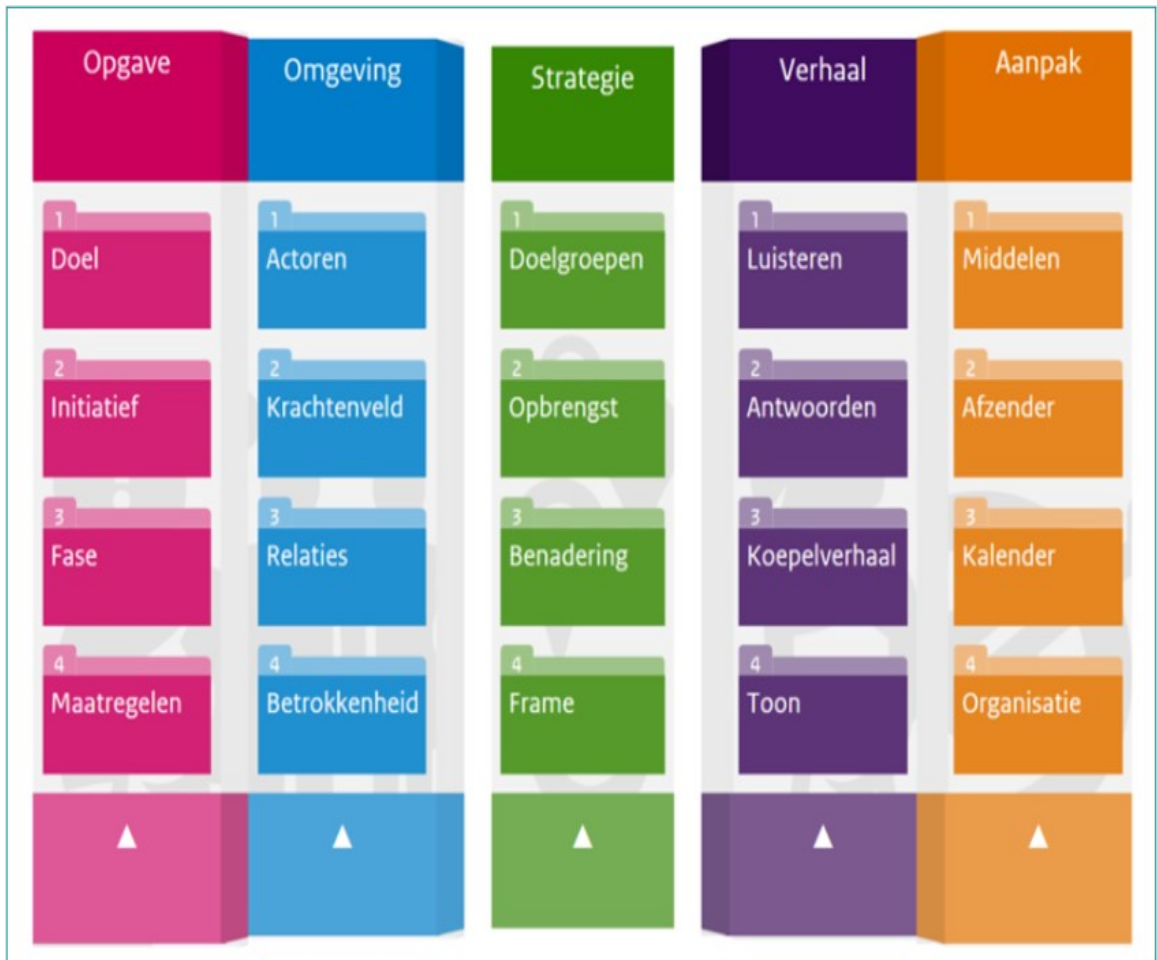 Opgave
1
Doel
2
Initiatief
3
Fase
4
Maatregelen
Omgeving
1
Actoren
2
Krachtenveld
3
Relaties
4
Betrokkenheid
Strategie
1
Doelgroepen
2
Opbrengst
3
Benadering
4
Frame
Verhaal
1
Luisteren
2
Antwoorden
3
Koepelverhaal
4
Toon
Aanpak
1
Middelen
2
Afzender
3
Kalender
4
Organisatie